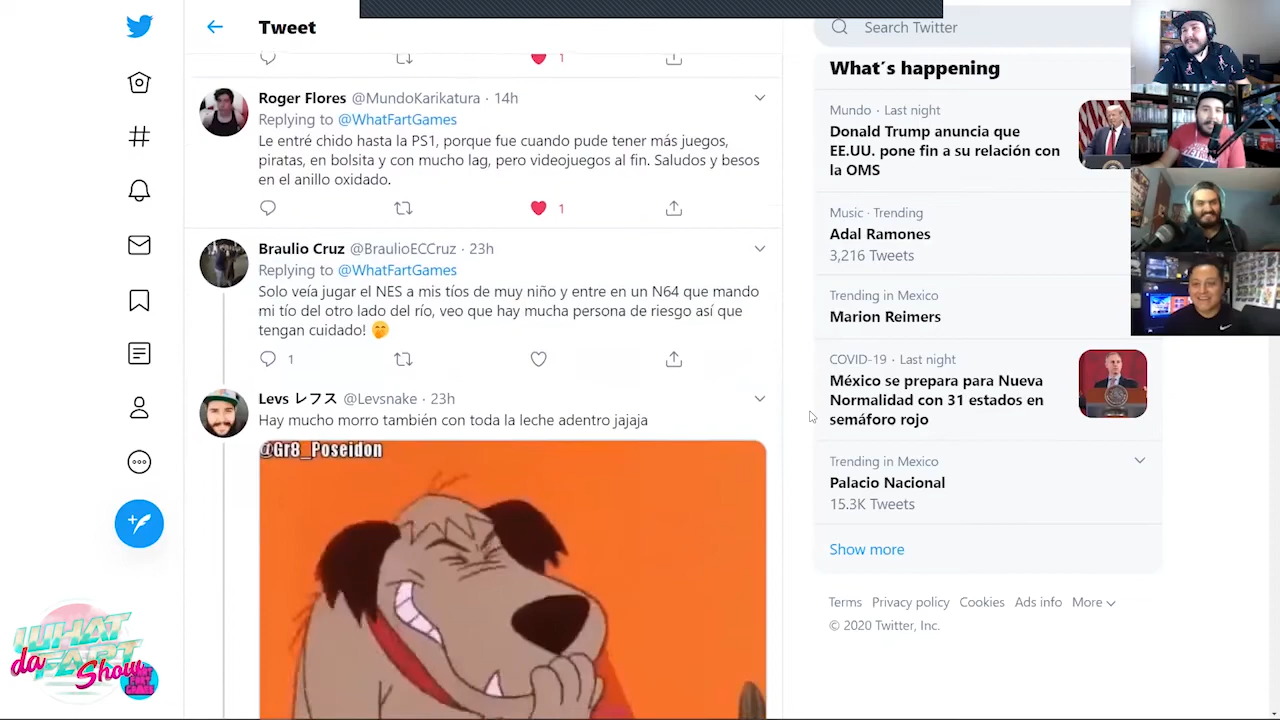 Tweet
Search Twitter
1
Roger Flores @MundoKarikatura · 14h
Replying to @WhatFartGames
Le entré chido hasta la PS1, porque fue cuando pude tener más juegos,
piratas, en bolsita y con mucho lag, pero videojuegos al fin. Saludos y besos
en el anillo oxidado.
1
Braulio Cruz @BraulioECCruz · 23h
Replying to @WhatFartGames
Solo veía jugar el NES a mis tíos de muy niño y entre en un N64 que mando
mi tío del otro lado del río, veo que hay mucha persona de riesgo así que
tengan cuidado! 🤭
1
Levs レフス @Levsnake · 23h
Hay mucho morro también con toda la leche adentro jajaja
@Gr8_Poseidon
What´s happening
Mundo · Last night
Donald Trump anuncia que
EE.UU. pone fin a su relación con
la OMS
Music · Trending
Adal Ramones
3,216 Tweets
Trending in Mexico
Marion Reimers
COVID-19 · Last night
México se prepara para Nueva
Normalidad con 31 estados en
semáforo rojo
Trending in Mexico
Palacio Nacional
15.3K Tweets
Show more
Terms Privacy policy Cookies Ads info More
© 2020 Twitter, Inc.
WHAT
da FART
Show